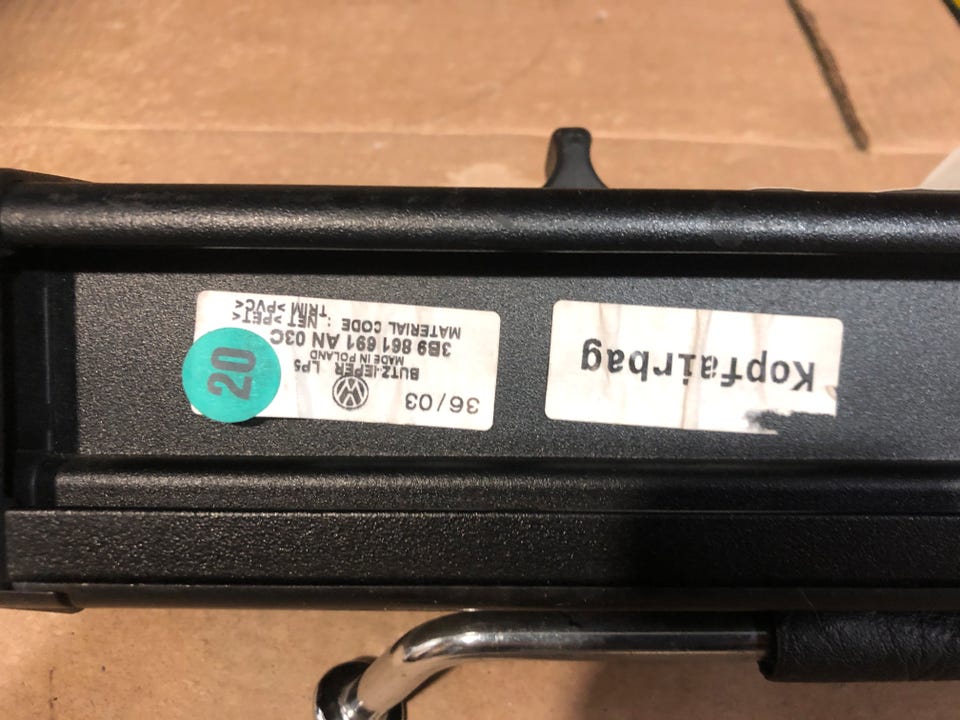 36/03
BUTZ-IEPER LP5
MADE IN POLAND
3B9 861 691 AN 03C
MATERIAL CODE : NET >PET<
TRIM >PVC<
20
Kopfairbag